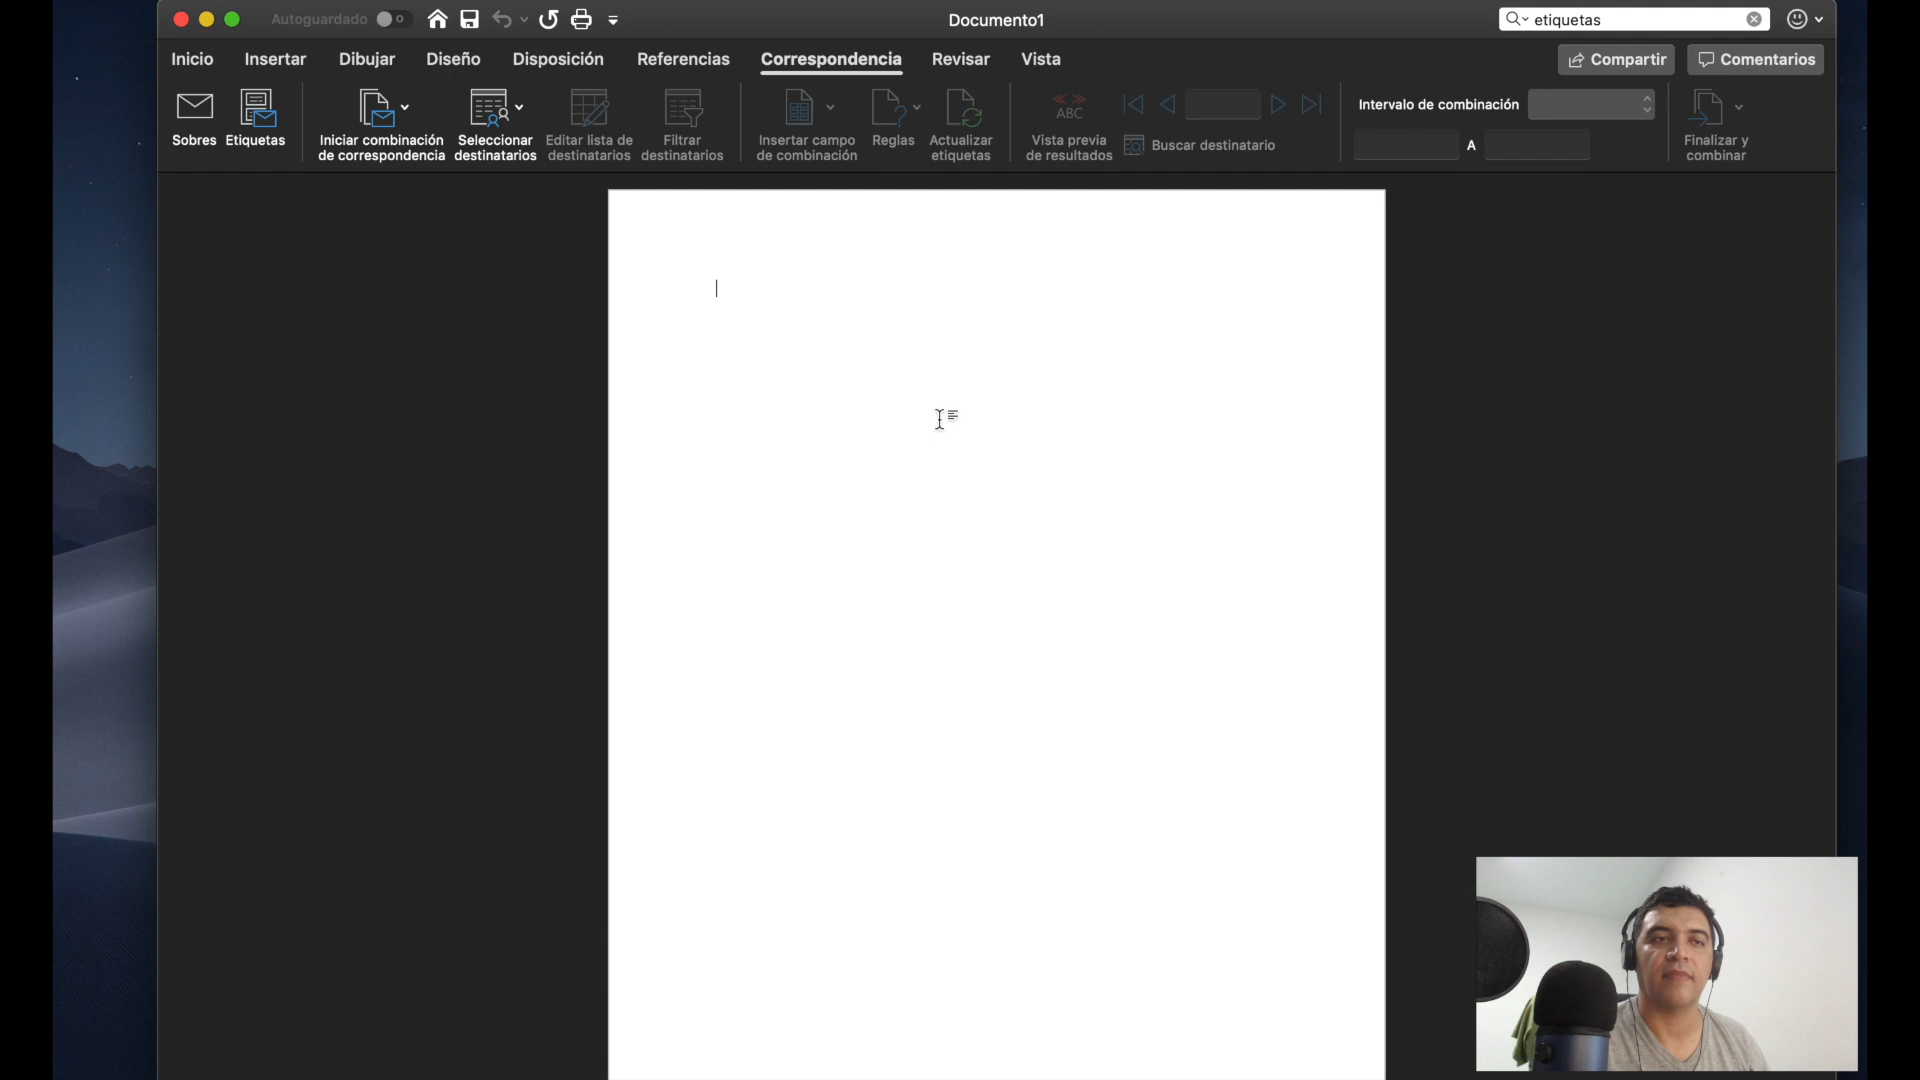 Autoguardado
Documento1
etiquetas
Inicio Insertar Dibujar Diseño Disposición Referencias Correspondencia Revisar Vista
Compartir Comentarios
Sobres
Etiquetas
Iniciar combinación
de correspondencia
Seleccionar
destinatarios
Editar lista de
destinatarios
Filtrar
destinatarios
Insertar campo
de combinación
Reglas
Actualizar
etiquetas
ABC
Vista previa
de resultados
Buscar destinatario
Intervalo de combinación
A
Finalizar y
combinar